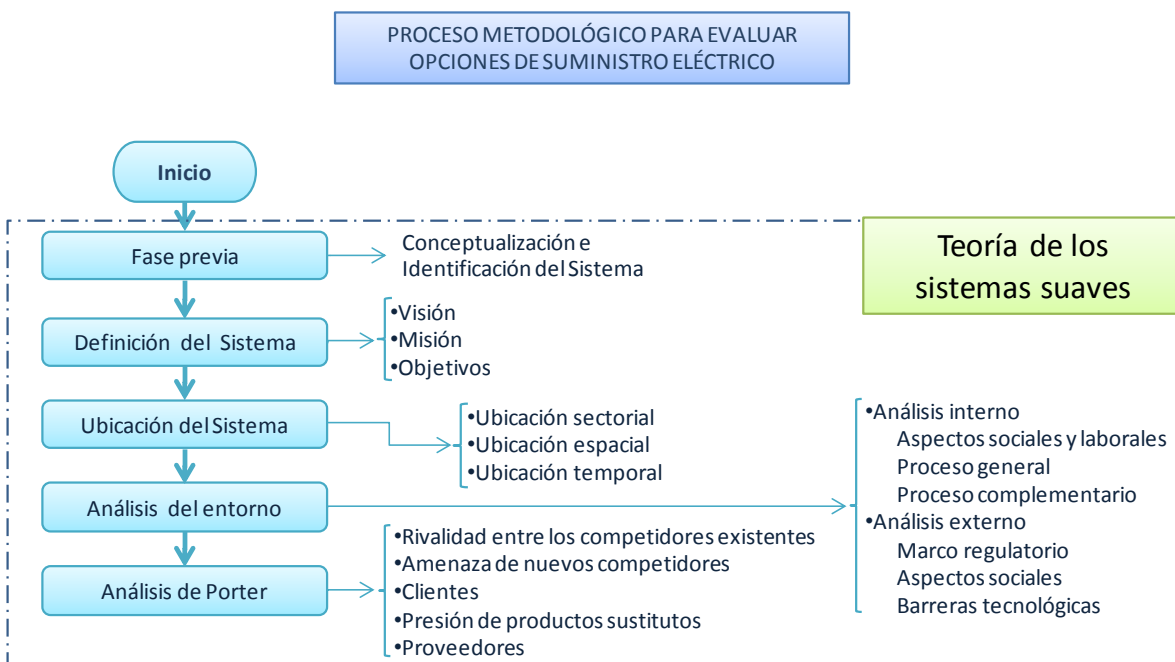 PROCESO METODOLÓGICO PARA EVALUAR
OPCIONES DE SUMINISTRO ELÉCTRICO
Inicio
Teoría de los
sistemas suaves
Fase previa
Conceptualización e
Identificación del Sistema
Definición del Sistema
•Visión
•Misión
•Objetivos
Ubicación del Sistema
•Ubicación sectorial
•Ubicación espacial
•Ubicación temporal
Análisis del entorno
•Análisis interno
Aspectos sociales y laborales
Proceso general
Proceso complementario
•Análisis externo
Marco regulatorio
Aspectos sociales
Barreras tecnológicas
Análisis de Porter
•Rivalidad entre los competidores existentes
•Amenaza de nuevos competidores
•Clientes
•Presión de productos sustitutos
•Proveedores